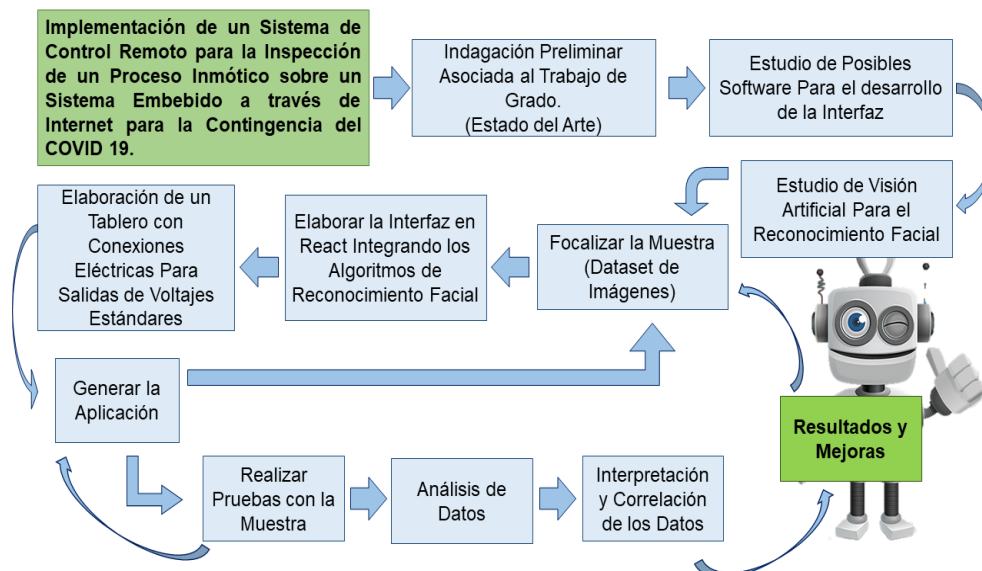 Implementación de un Sistema de
Control Remoto para la Inspección
de un Proceso Inmótico sobre un
Sistema Embebido a través de
Internet para la Contingencia del
COVID 19.
Indagación Preliminar
Asociada al Trabajo de
Grado.
(Estado del Arte)
Estudio de Posibles
Software Para el desarrollo
de la Interfaz
Estudio de Visión
Artificial Para el
Reconocimiento Facial
Focalizar la Muestra
(Dataset de
Imágenes)
Elaborar la Interfaz en
React Integrando los
Algoritmos de
Reconocimiento Facial
Elaboración de un
Tablero con
Conexiones
Eléctricas Para
Salidas de Voltajes
Estándares
Generar la
Aplicación
Realizar
Pruebas con la
Muestra
Análisis de
Datos
Interpretación
y Correlación
de los Datos
Resultados y
Mejoras